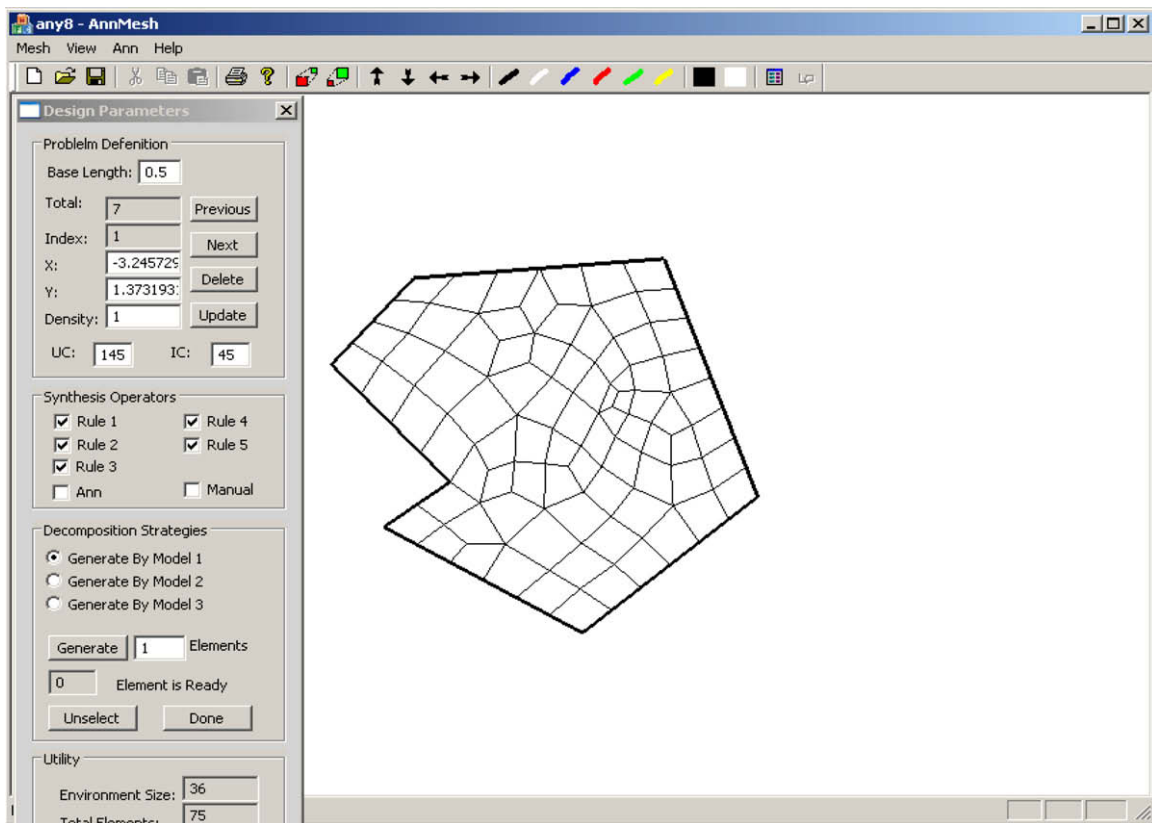 any8 - AnnMesh
Mesh View Ann Help
Design Parameters
Problelm Defenition
Base Length: 0.5
Total: 7 Previous
Index: 1 Next
X: -3.245729
Y: 1.373193 Delete
Density: 1 Update
UC: 145 IC: 45
Synthesis Operators
Rule 1 Rule 4
Rule 2 Rule 5
Rule 3
Ann Manual
Decomposition Strategies
Generate By Model 1
Generate By Model 2
Generate By Model 3
Generate 1 Elements
0 Element is Ready
Unselect Done
Utility
Environment Size: 36
Total Elements: 75